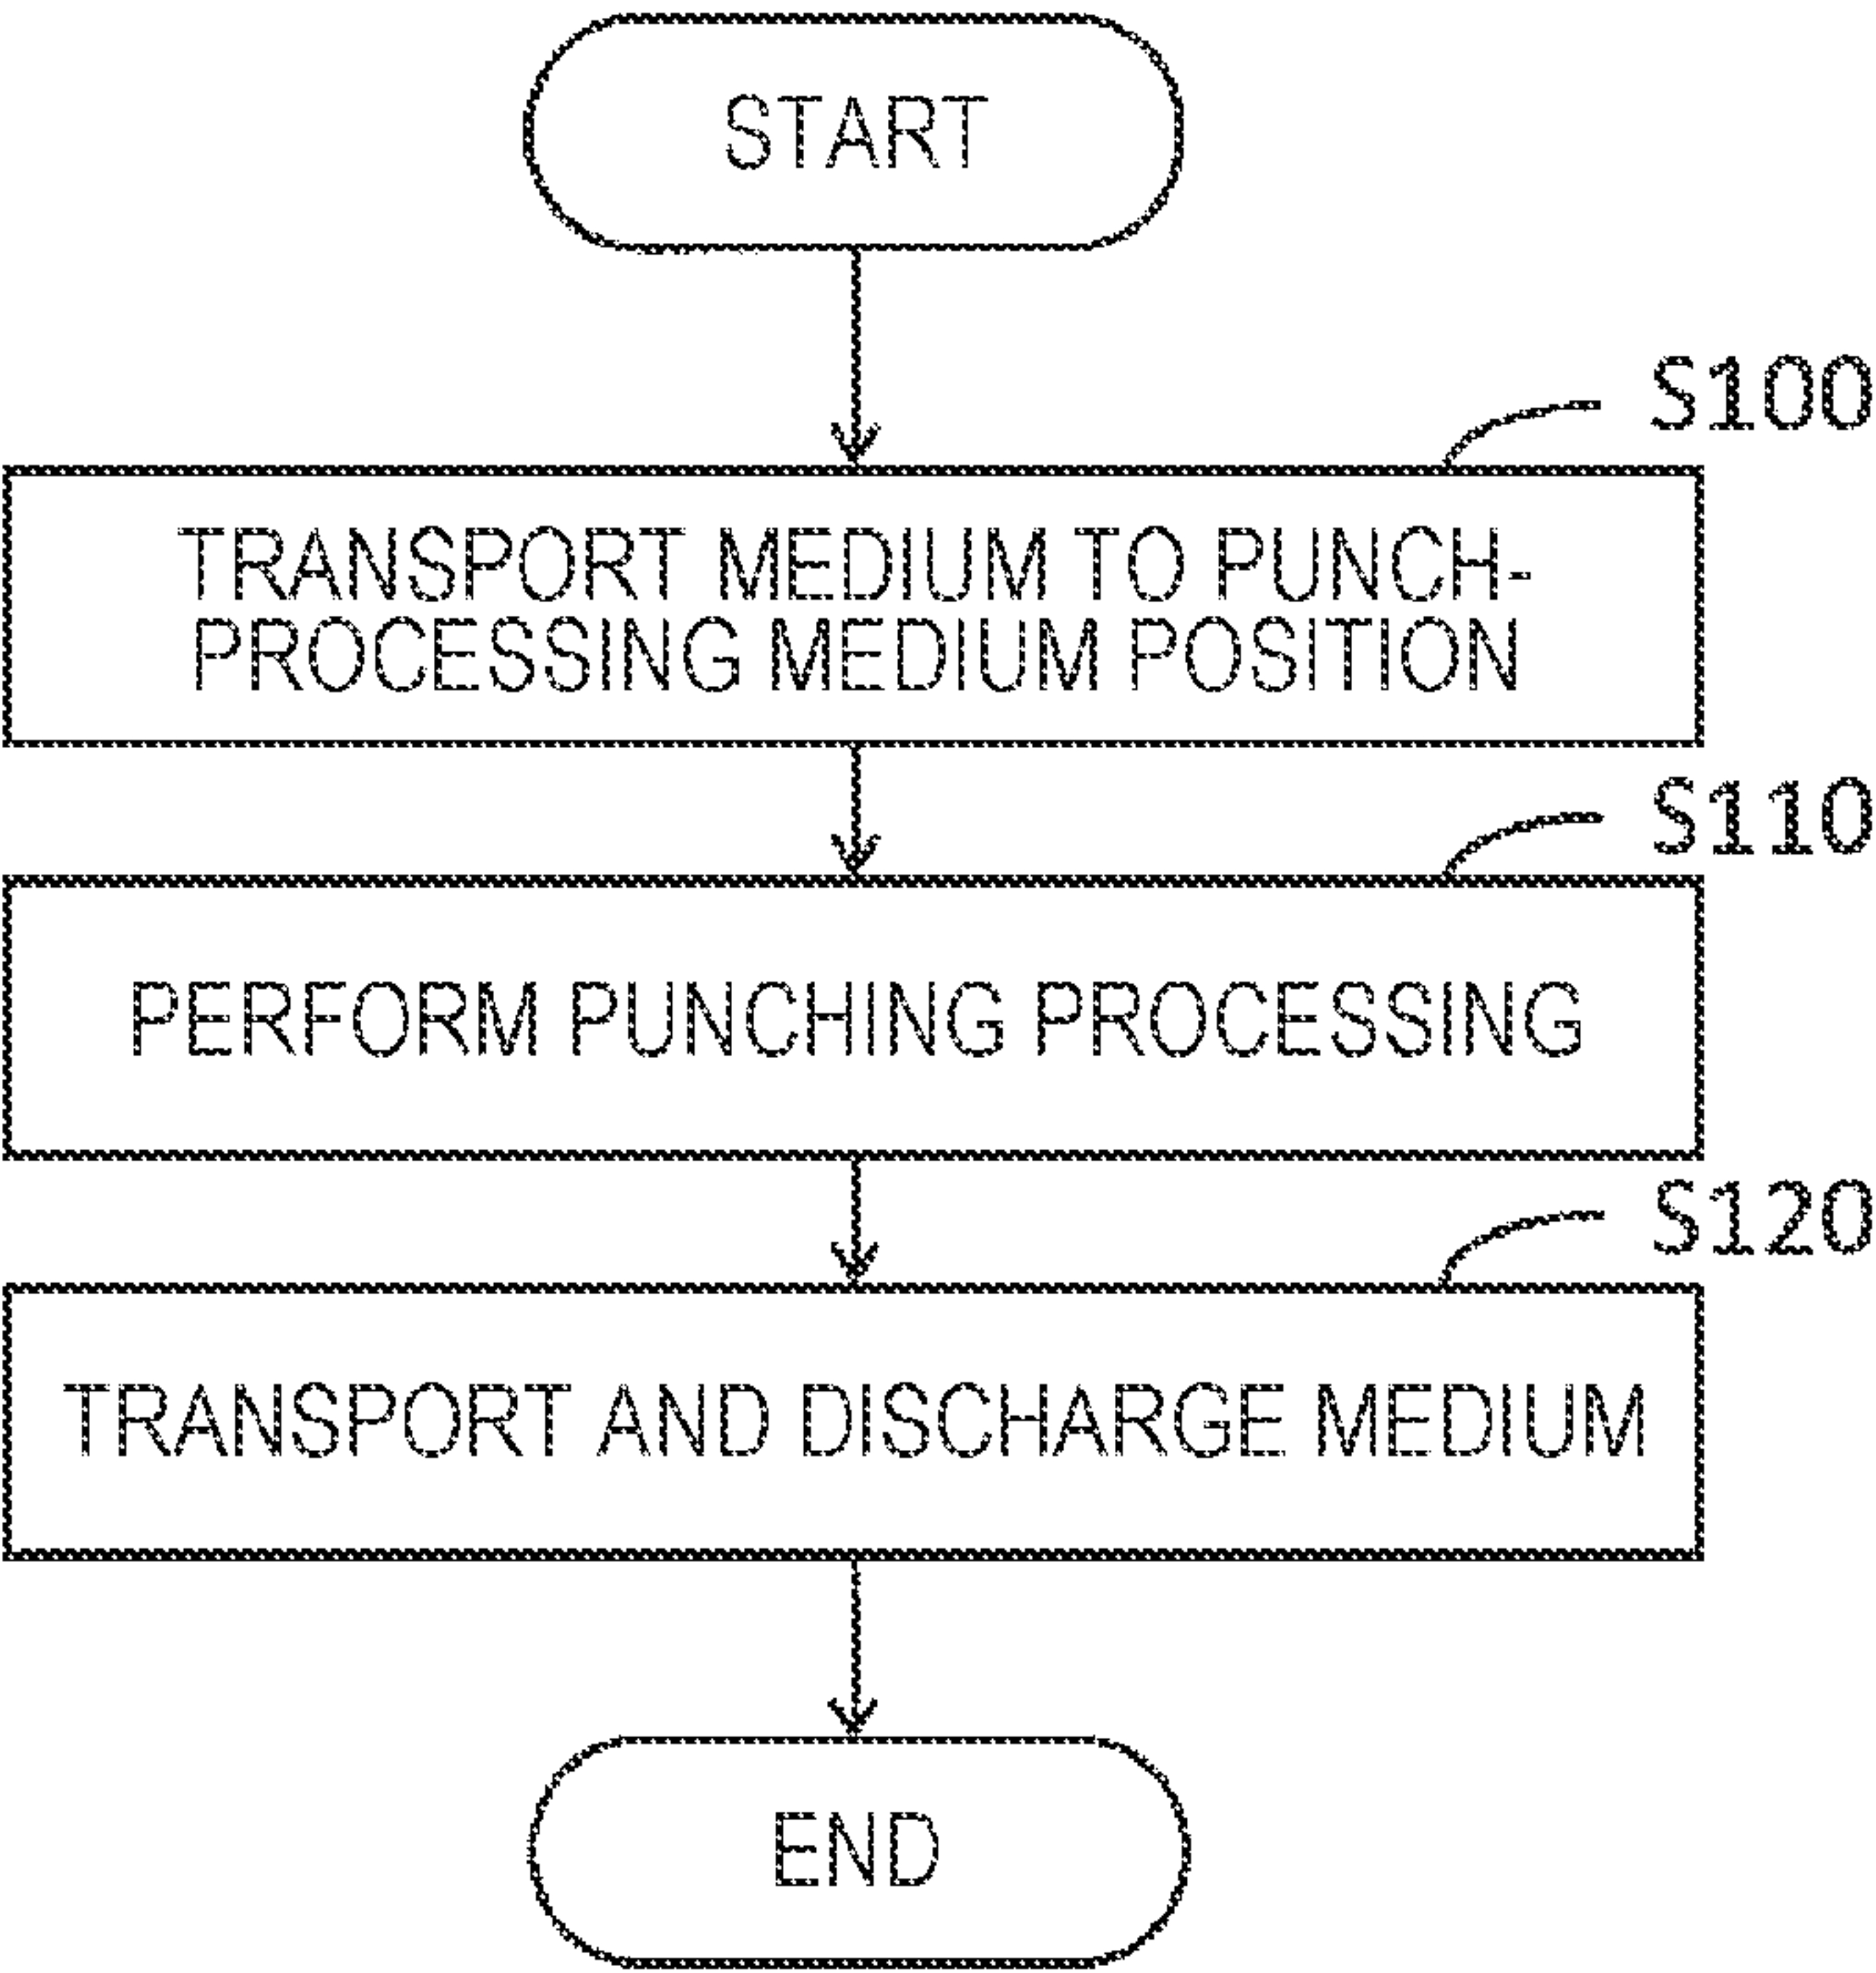 START
S100
TRANSPORT MEDIUM TO PUNCH-
PROCESSING MEDIUM POSITION
S110
PERFORM PUNCHING PROCESSING
S120
TRANSPORT AND DISCHARGE MEDIUM
END